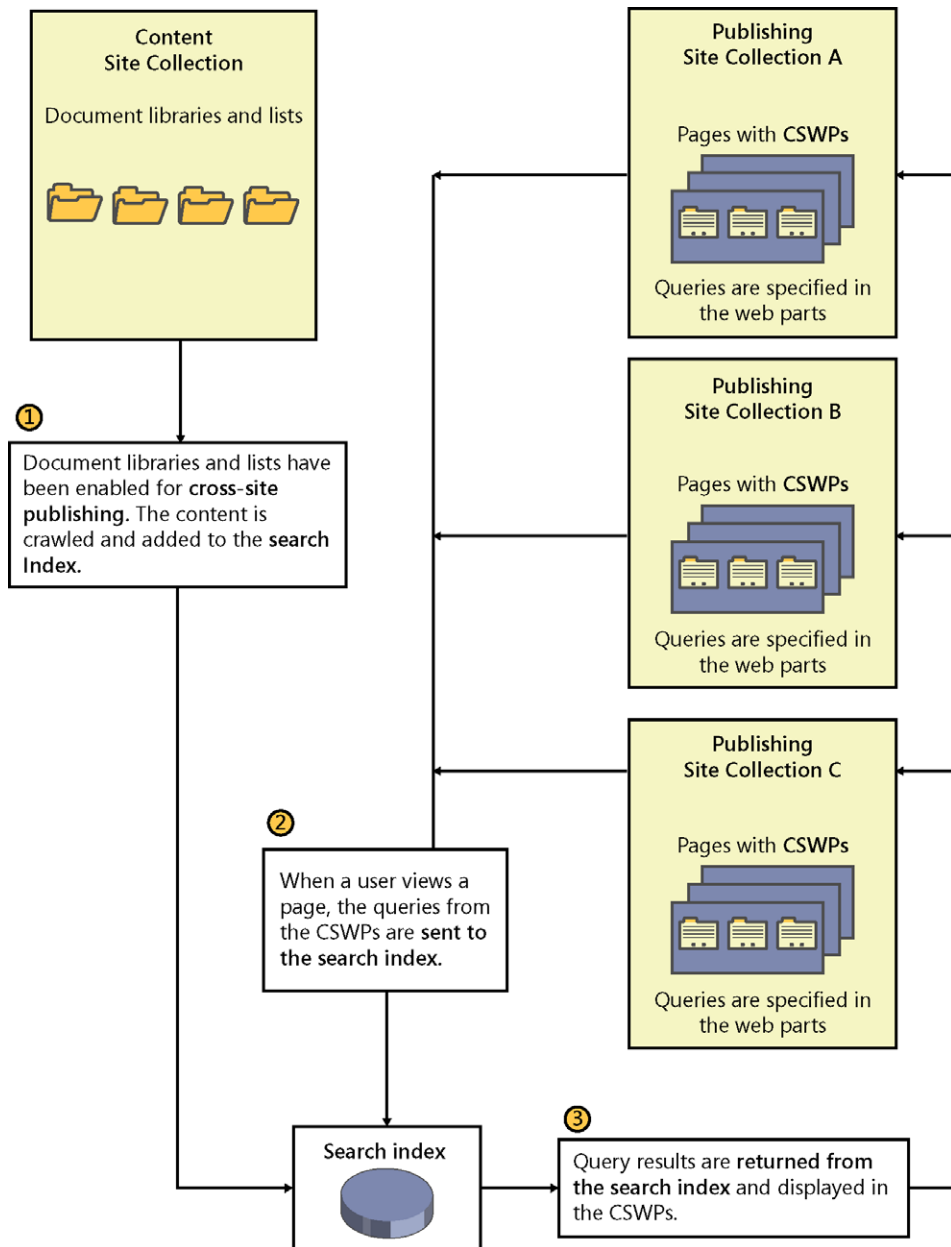 Content
Site Collection
Document libraries and lists
1
Document libraries and lists have
been enabled for cross-site
publishing. The content is
crawled and added to the search
Index.
Publishing
Site Collection A
Pages with CSWPs
Queries are specified in
the web parts
Publishing
Site Collection B
Pages with CSWPs
Queries are specified in
the web parts
Publishing
Site Collection C
Pages with CSWPs
Queries are specified in
the web parts
2
When a user views a
page, the queries from
the CSWPs are sent to
the search index.
Search index
3
Query results are returned from
the search index and displayed in
the CSWPs.